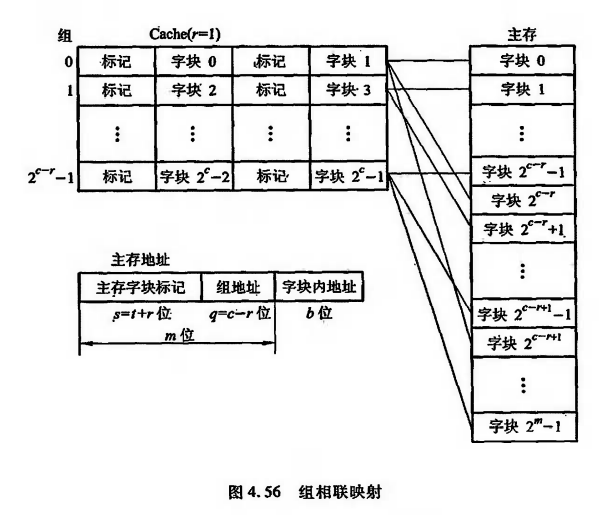 组 Cache(r=1) 主存
0 标记 字块 0 标记 字块 1 字块 0
1 标记 字块 2 标记 字块 3 字块 1
⋮ ⋮ ⋮ ⋮ ⋮
2^{c-r}-1 标记 字块 2^c-2 标记 字块 2^c-1 字块 2^{c-r}-1
字块 2^{c-r}
字块 2^{c-r}+1
⋮
字块 2^{c-r+1}-1
字块 2^{c-r+1}
⋮
字块 2^m-1
主存地址
主存字块标记 组地址 字块内地址
s=t+r 位 q=c-r 位 b 位
m 位
图 4.56 组相联映射